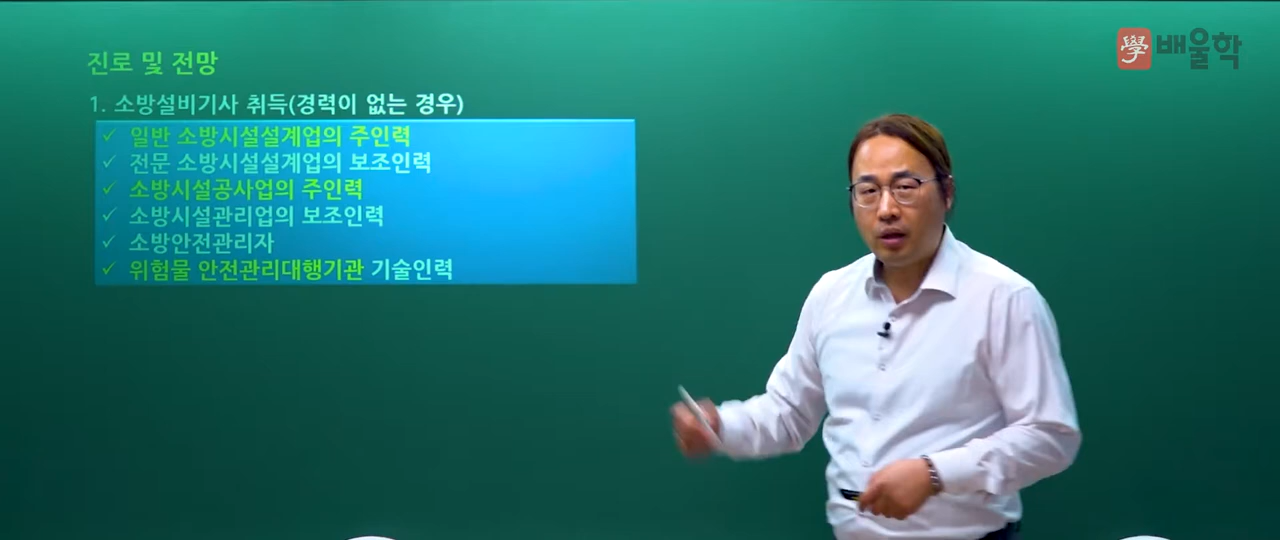 學 배울학
진로 및 전망
1. 소방설비기사 취득(경력이 없는 경우)
✓ 일반 소방시설설계업의 주인력
✓ 전문 소방시설설계업의 보조인력
✓ 소방시설공사업의 주인력
✓ 소방시설관리업의 보조인력
✓ 소방안전관리자
✓ 위험물 안전관리대행기관 기술인력